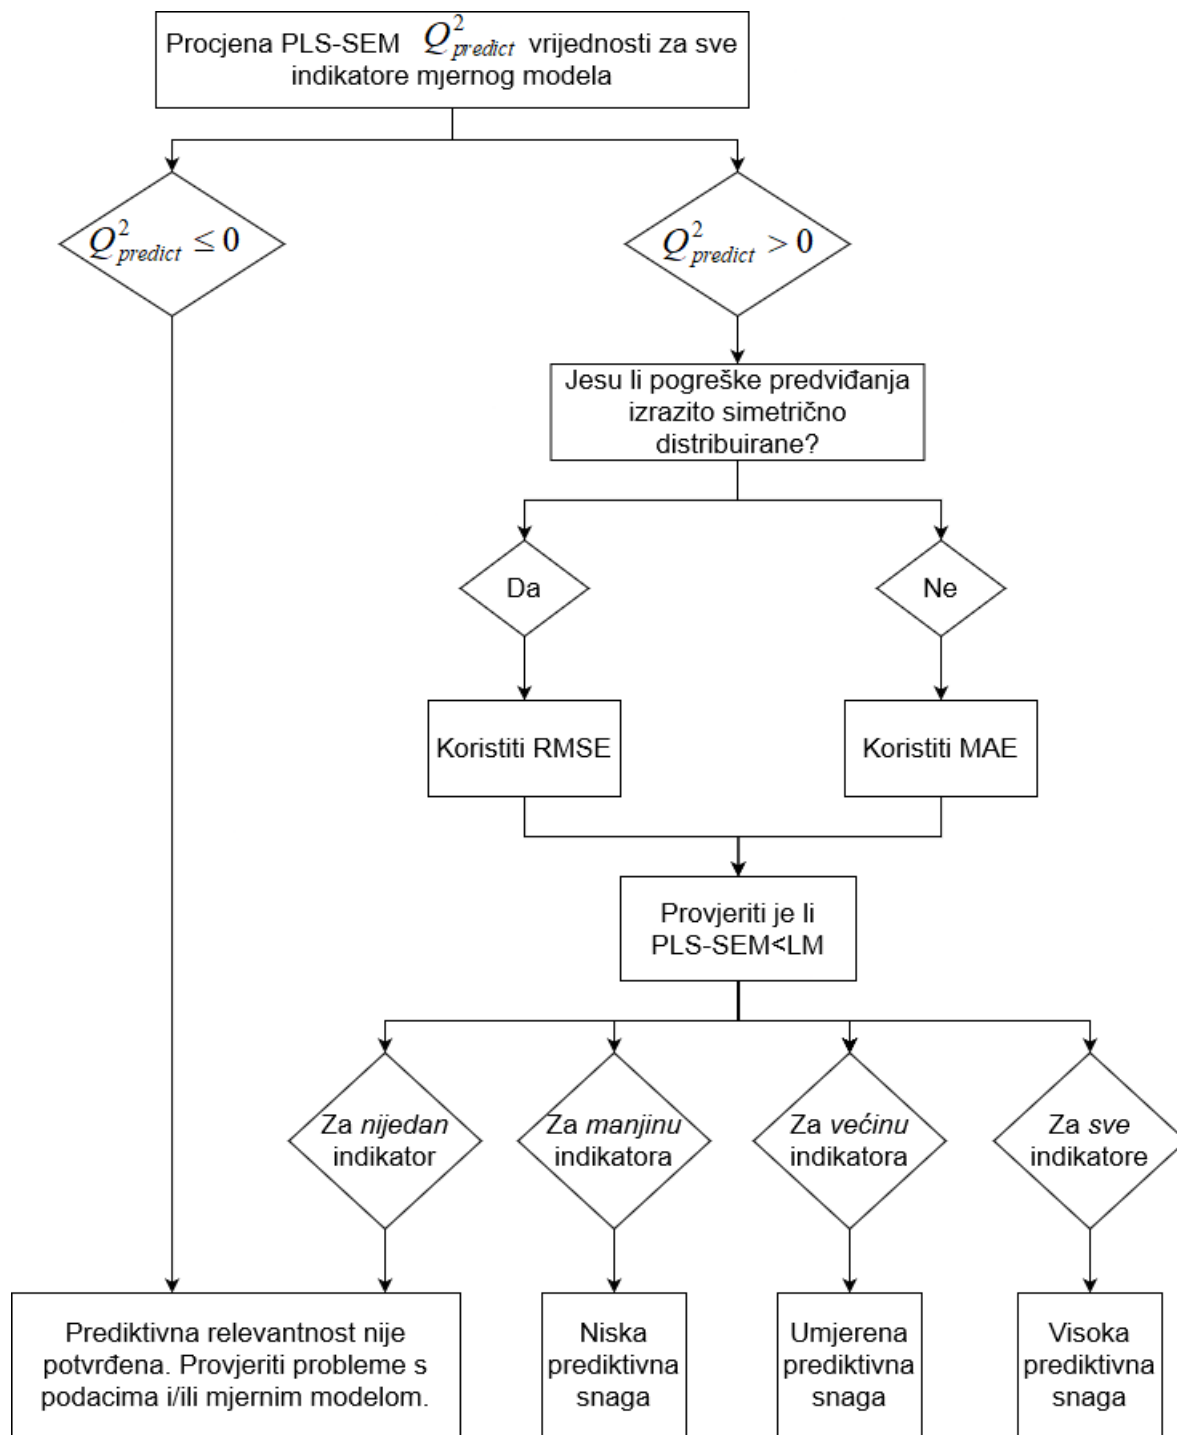 Procjena PLS-SEM Q²predict vrijednosti za sve
indikatore mjernog modela
Q²predict ≤ 0
Q²predict > 0
Jesu li pogreške predviđanja
izrazito simetrično
distribuirane?
Da
Ne
Koristiti RMSE
Koristiti MAE
Provjeriti je li
PLS-SEM<LM
Za nijedan
indikator
Za manjinu
indikatora
Za većinu
indikatora
Za sve
indikatore
Prediktivna relevantnost nije
potvrđena. Provjeriti probleme s
podacima i/ili mjernim modelom.
Niska
prediktivna
snaga
Umjerena
prediktivna
snaga
Visoka
prediktivna
snaga